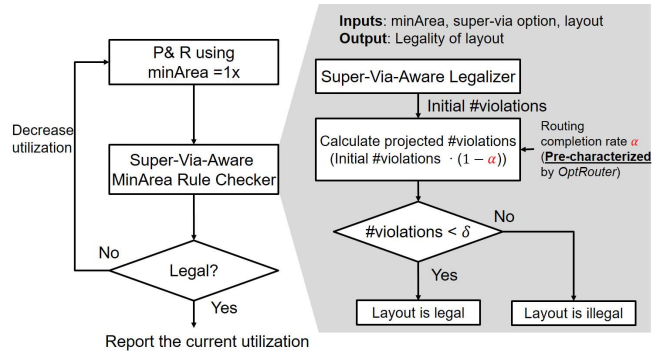 Inputs: minArea, super-via option, layout
Output: Legality of layout
P& R using
minArea =1x
Super-Via-Aware Legalizer
Initial #violations
Decrease
utilization
Super-Via-Aware
MinArea Rule Checker
Calculate projected #violations
(Initial #violations · (1 − α))
Routing
completion rate α
(Pre-characterized
by OptRouter)
#violations < δ
No
Yes
Legal?
No
Yes
Layout is legal
Layout is illegal
Report the current utilization